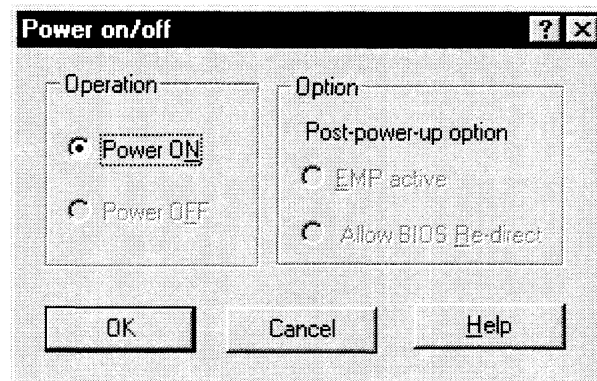 Power on/off
Operation
Power ON
Power OFF
Option
Post-power-up option
EMP active
Allow BIOS Re-direct
OK
Cancel
Help